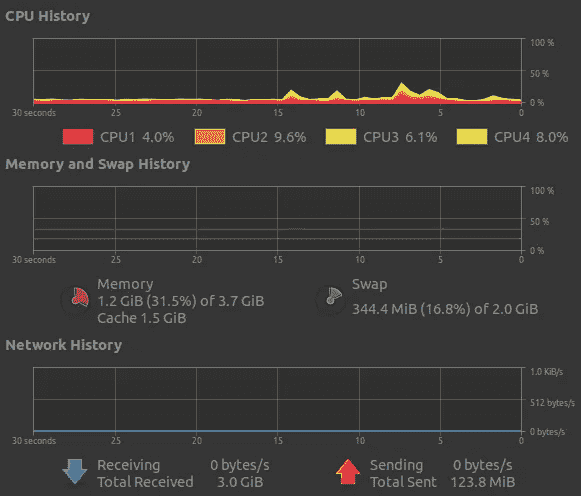 CPU History
100 %
50 %
0 %
30 seconds 25 20 15 10 5 0
CPU1 4.0% CPU2 9.6% CPU3 6.1% CPU4 8.0%
Memory and Swap History
100 %
50 %
0 %
30 seconds 25 20 15 10 5 0
Memory
1.2 GiB (31.5%) of 3.7 GiB
Cache 1.5 GiB
Swap
344.4 MiB (16.8%) of 2.0 GiB
Network History
1.0 KiB/s
512 bytes/s
0 bytes/s
30 seconds 25 20 15 10 5 0
Receiving 0 bytes/s
Total Received 3.0 GiB
Sending 0 bytes/s
Total Sent 123.8 MiB